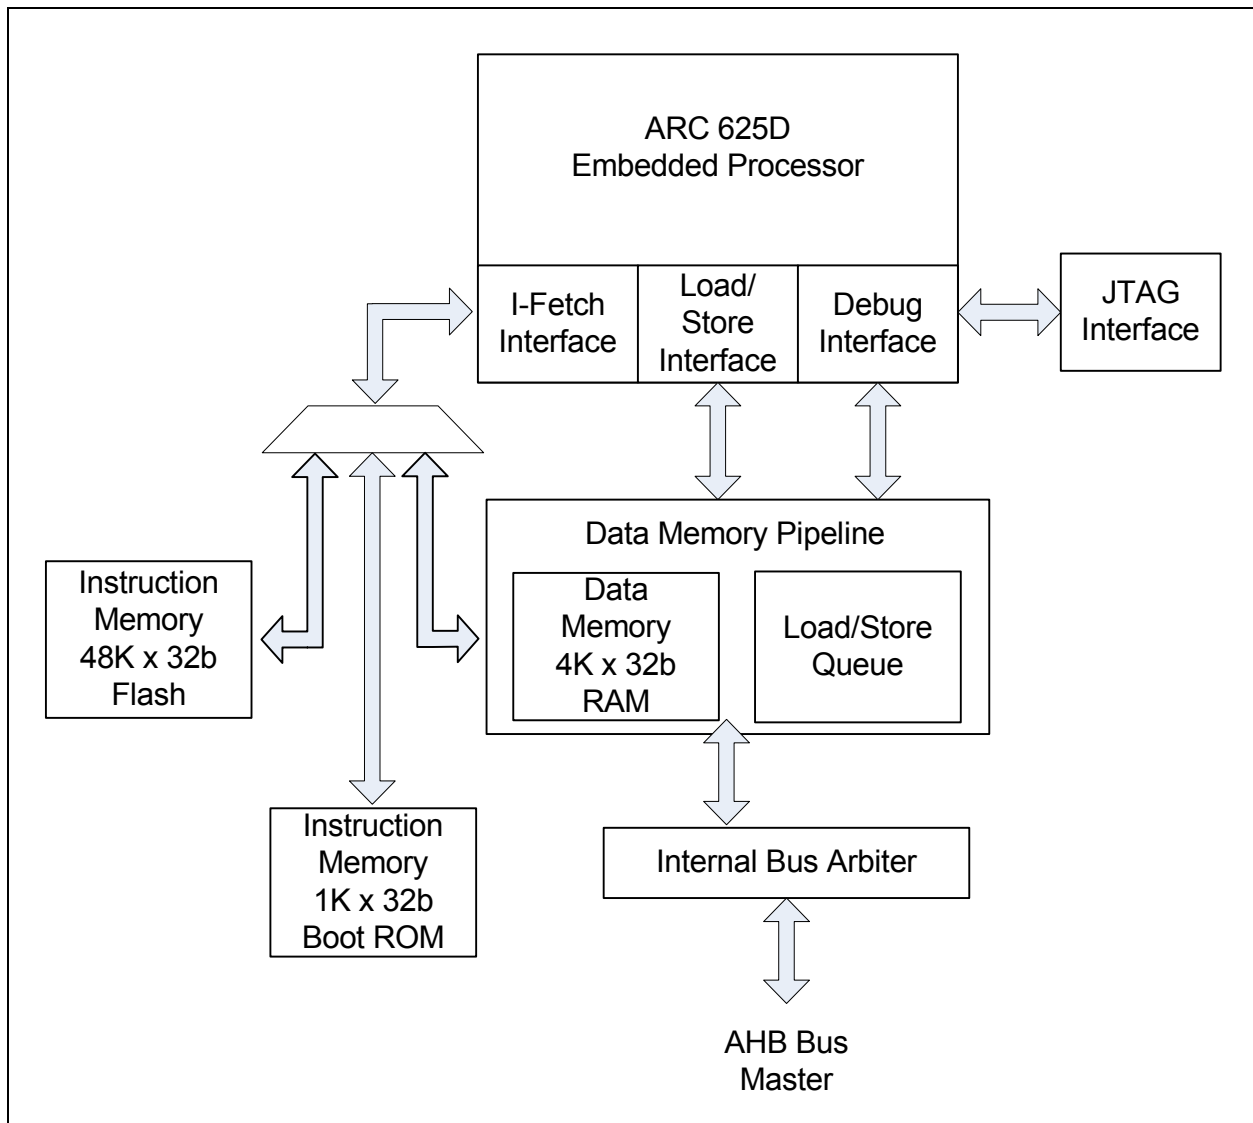 ARC 625D
Embedded Processor
I-Fetch
Interface
Load/
Store
Interface
Debug
Interface
JTAG
Interface
Data Memory Pipeline
Instruction
Memory
48K x 32b
Flash
Data
Memory
4K x 32b
RAM
Load/Store
Queue
Instruction
Memory
1K x 32b
Boot ROM
Internal Bus Arbiter
AHB Bus
Master